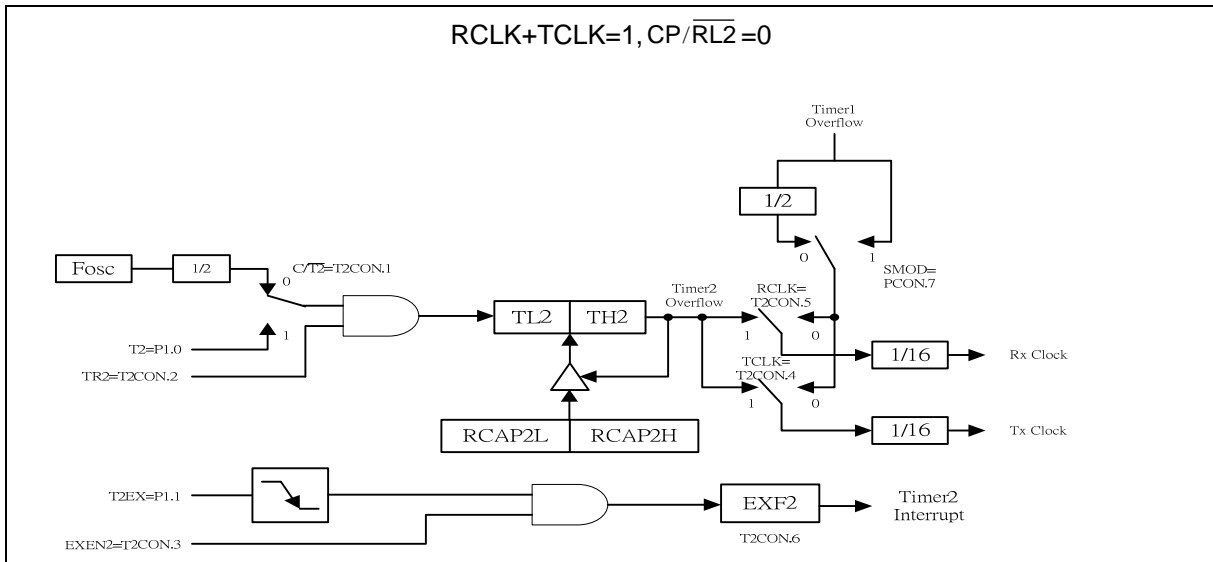 RCLK+TCLK=1, CP/R̅L̅2̅=0
Timer1
Overflow
1/2
0
1
SMOD=
PCON.7
Fosc
1/2
C/T̅2̅=T2CON.1
0
1
T2=P1.0
TR2=T2CON.2
TL2
TH2
Timer2
Overflow
RCLK=
T2CON.5
1
0
1/16
Rx Clock
TCLK=
T2CON.4
1
0
1/16
Tx Clock
RCAP2L
RCAP2H
T2EX=P1.1
EXEN2=T2CON.3
EXF2
T2CON.6
Timer2
Interrupt